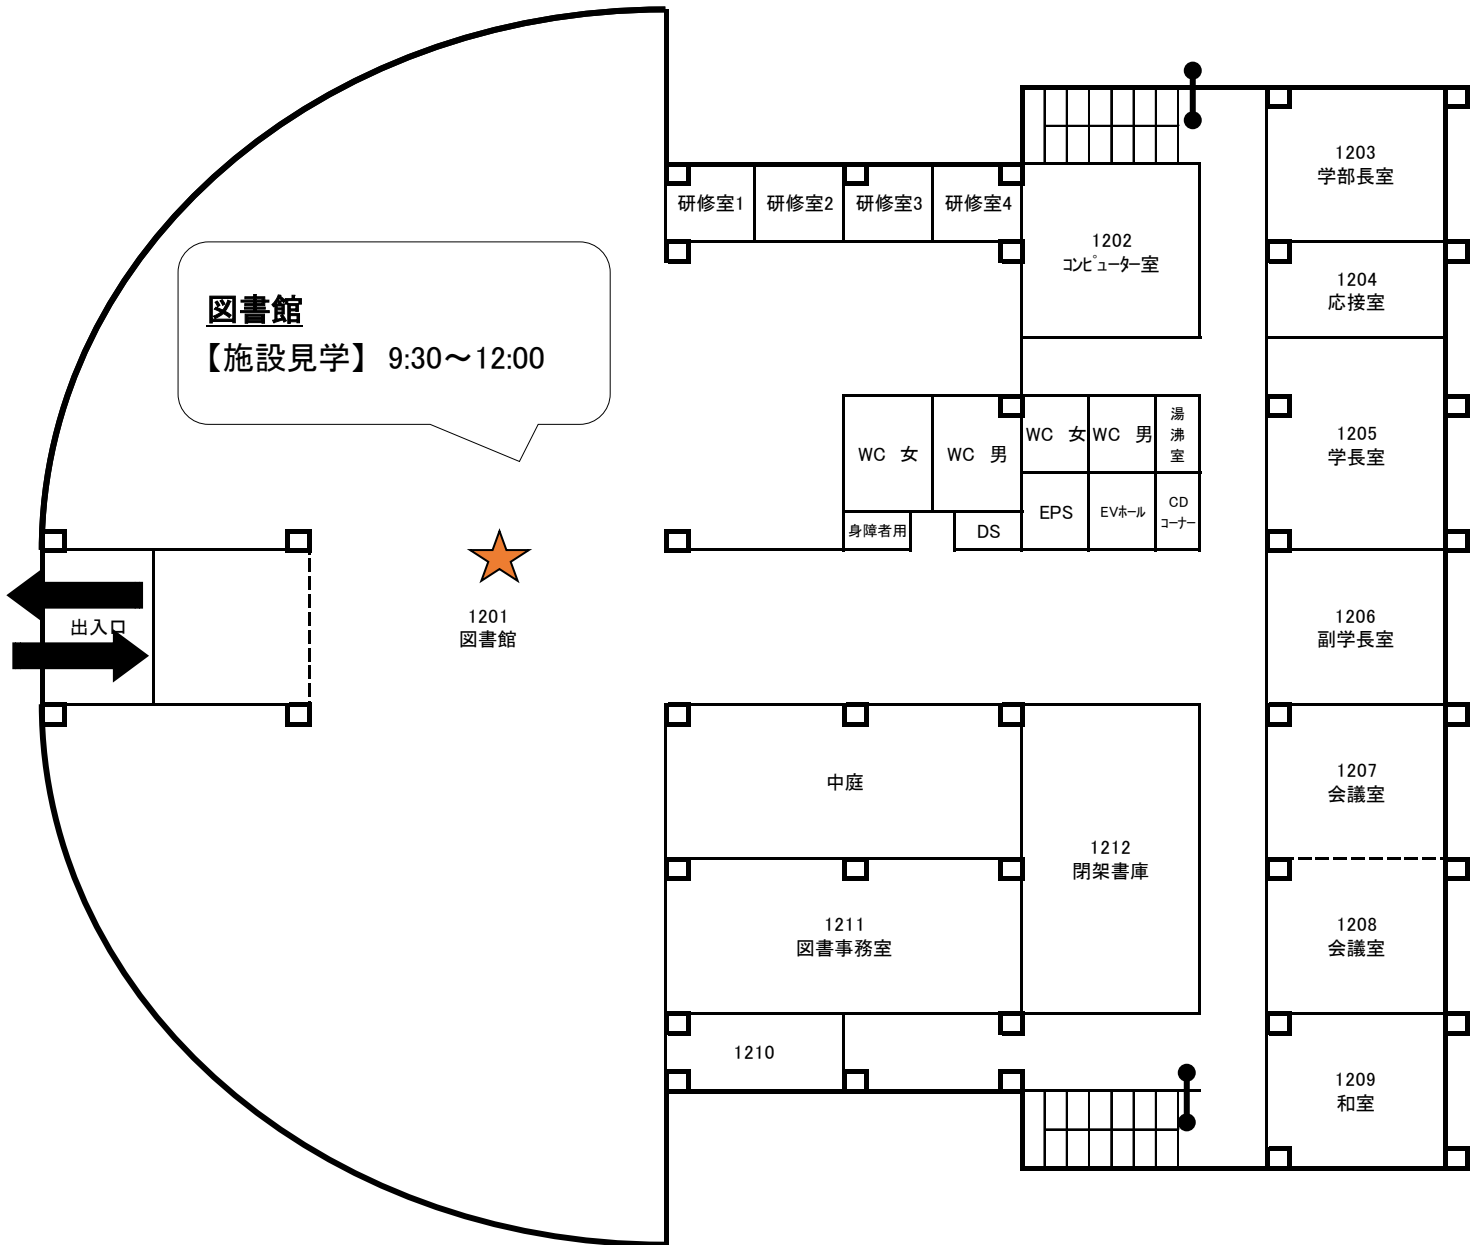 1203
学部長室
研修室1
研修室2
研修室3
研修室4
1202
コンピューター室
1204
応接室
図書館
【施設見学】 9:30～12:00
WC 女
WC 男
WC 女
WC 男
湯沸室
1205
学長室
身障者用
DS
EPS
EVホール
CD
コーナー
1201
図書館
出入口
1206
副学長室
中庭
1207
会議室
1212
閉架書庫
1211
図書事務室
1208
会議室
1210
1209
和室